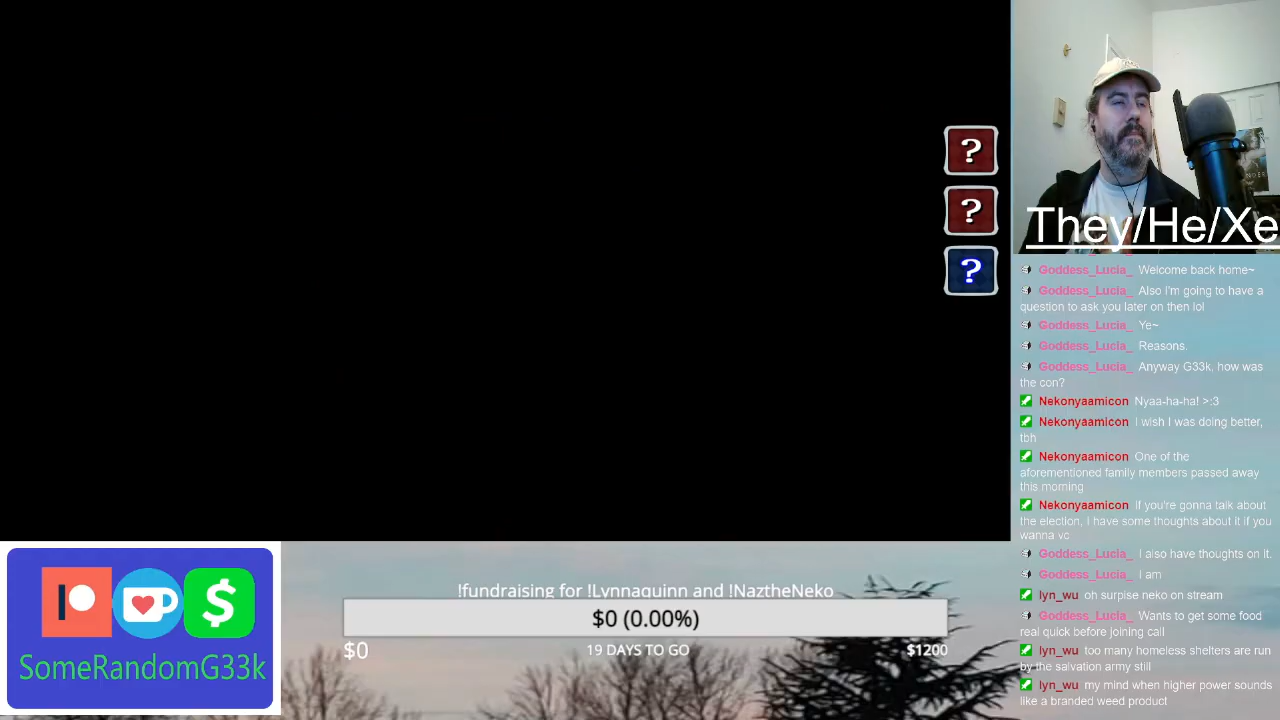 ?
?
?
They/He/Xe
Goddess_Lucia_ Welcome back home~
Goddess_Lucia_ Also I'm going to have a
question to ask you later on then lol
Goddess_Lucia_ Ye~
Goddess_Lucia_ Reasons.
Goddess_Lucia_ Anyway G33k. how was
the con?
Nekonyaamicon Nyaa-ha-ha! >:3
Nekonyaamicon I wish I was doing better,
tbh
Nekonyaamicon One of the
aforementioned family members passed away
this morning
Nekonyaamicon If you're gonna talk about
the election, I have some thoughts about it if you
wanna vc
Goddess_Lucia_ I also have thoughts on it.
Goddess_Lucia_ I am
lyn_wu oh surpise neko on stream
Goddess_Lucia_ Wants to get some food
real quick before joining call
lyn_wu too many homeless shelters are run
by the salvation army still
lyn_wu my mind when higher power sounds
like a branded weed product
!fundraising for !Lynnaquinn and !NaztheNeko
$0 (0.00%)
$0 19 DAYS TO GO $1200
$
SomeRandomG33k